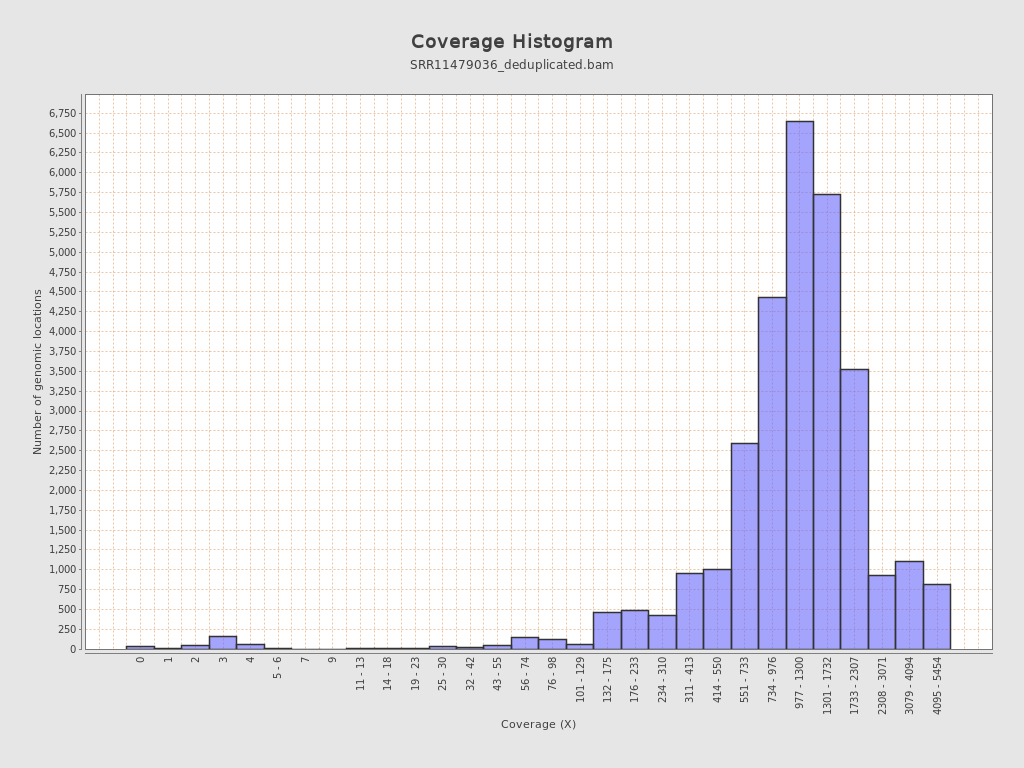 Coverage Histogram
SRR11479036_deduplicated.bam
Number of genomic locations
6,750
6,500
6,250
6,000
5,750
5,500
5,250
5,000
4,750
4,500
4,250
4,000
3,750
3,500
3,250
3,000
2,750
2,500
2,250
2,000
1,750
1,500
1,250
1,000
750
500
250
0
0
1
2
3
4
5 - 6
7
9
11 - 13
14 - 18
19 - 23
25 - 30
32 - 42
43 - 55
56 - 74
76 - 98
101 - 129
132 - 175
176 - 233
234 - 310
311 - 413
414 - 550
551 - 733
734 - 976
977 - 1300
1301 - 1732
1733 - 2307
2308 - 3071
3079 - 4094
4095 - 5454
Coverage (X)